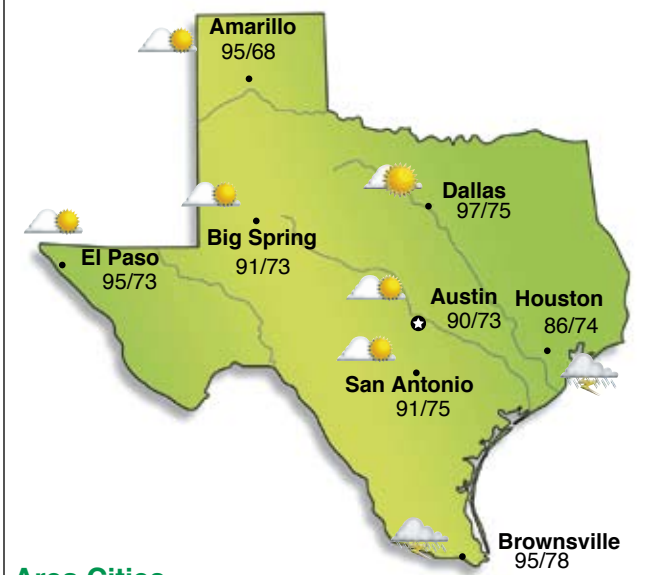 Amarillo
95/68
Dallas
97/75
Big Spring
91/73
El Paso
95/73
Austin
90/73
Houston
86/74
San Antonio
91/75
Brownsville
95/78
Area Cities